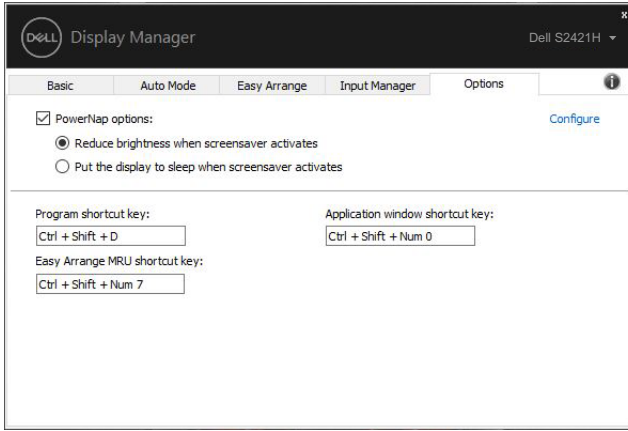 x
DELL Display Manager
Dell S2421H
Basic Auto Mode Easy Arrange Input Manager Options
PowerNap options:
Configure
Reduce brightness when screensaver activates
Put the display to sleep when screensaver activates
Program shortcut key:
Application window shortcut key:
Ctrl + Shift + D
Ctrl + Shift + Num 0
Easy Arrange MRU shortcut key:
Ctrl + Shift + Num 7